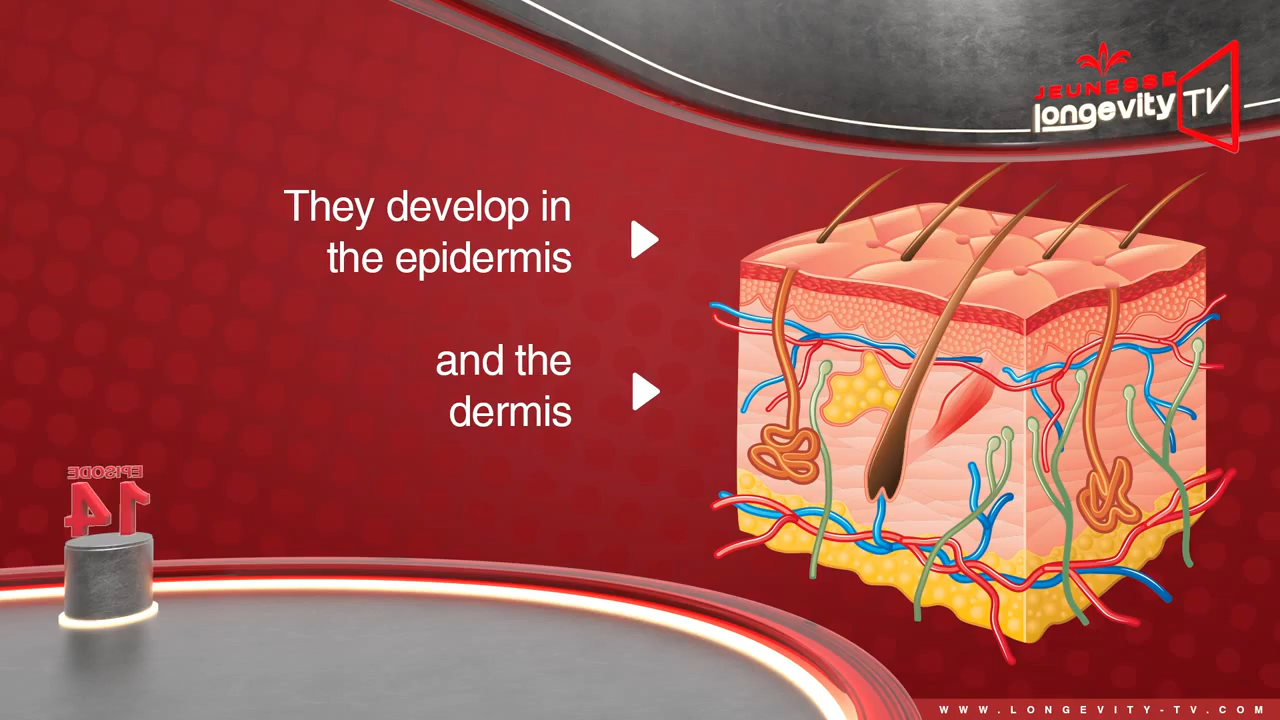 JEUNESSE
longevity TV
They develop in
the epidermis
and the
dermis
EPISODE
14
WWW.LONGEVITY-TV.COM